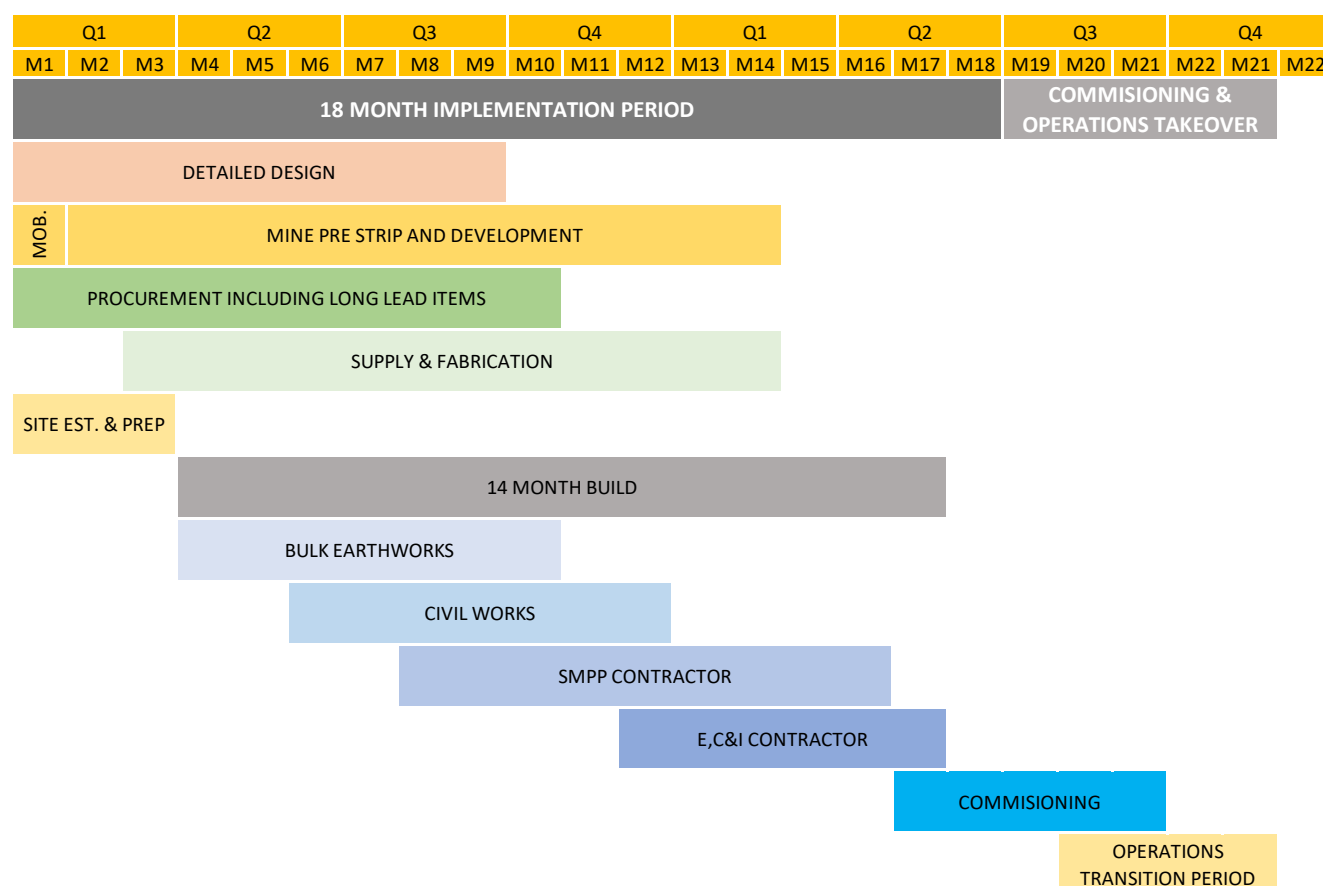 Q1 Q2 Q3 Q4 Q1 Q2 Q3 Q4
M1 M2 M3 M4 M5 M6 M7 M8 M9 M10 M11 M12 M13 M14 M15 M16 M17 M18 M19 M20 M21 M22 M21 M22
18 MONTH IMPLEMENTATION PERIOD
COMMISIONING &
OPERATIONS TAKEOVER
DETAILED DESIGN
MOB.
MINE PRE STRIP AND DEVELOPMENT
PROCUREMENT INCLUDING LONG LEAD ITEMS
SUPPLY & FABRICATION
SITE EST. & PREP
14 MONTH BUILD
BULK EARTHWORKS
CIVIL WORKS
SMPP CONTRACTOR
E,C&I CONTRACTOR
COMMISIONING
OPERATIONS
TRANSITION PERIOD